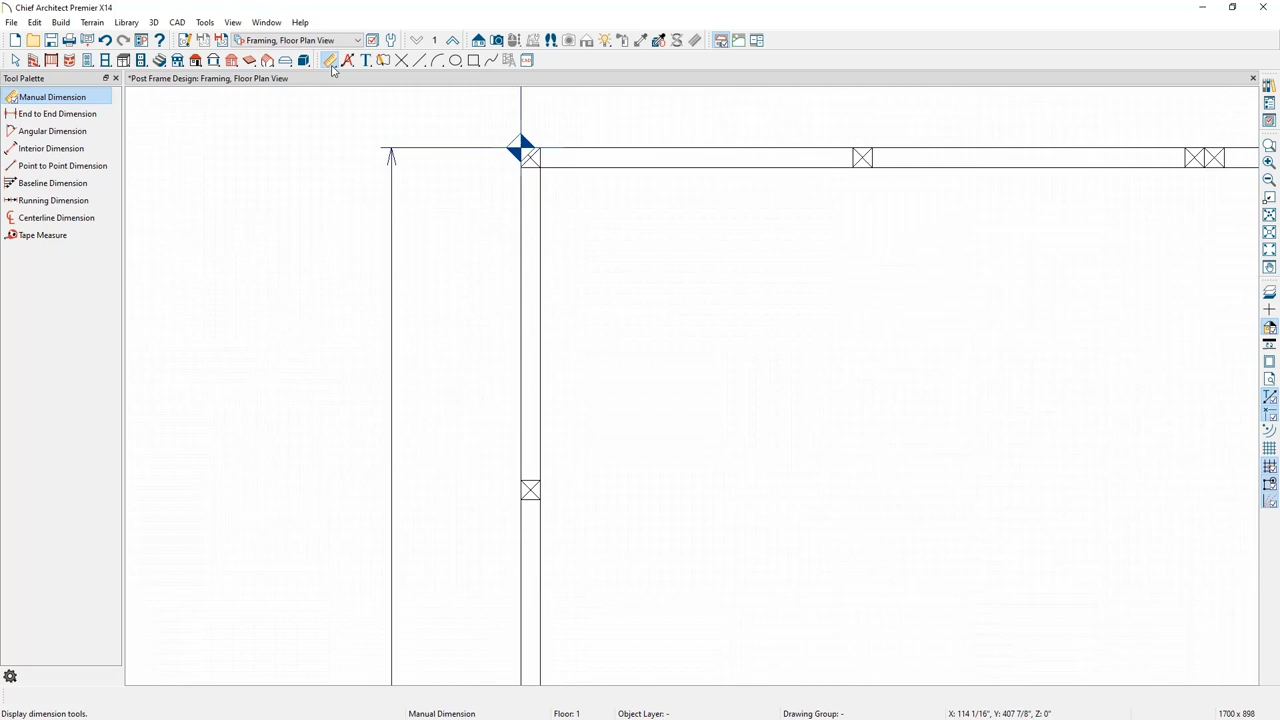 Chief Architect Premier X14
File Edit Build Terrain Library 3D CAD Tools View Window Help
Framing, Floor Plan View
1
Tool Palette
*Post Frame Design: Framing, Floor Plan View
Manual Dimension
End to End Dimension
Angular Dimension
Interior Dimension
Point to Point Dimension
Baseline Dimension
Running Dimension
Centerline Dimension
Tape Measure
Display dimension tools. Manual Dimension Floor: 1 Object Layer: - Drawing Group: - X: 114 1/16", Y: 407 7/8", Z: 0" 1700 x 898